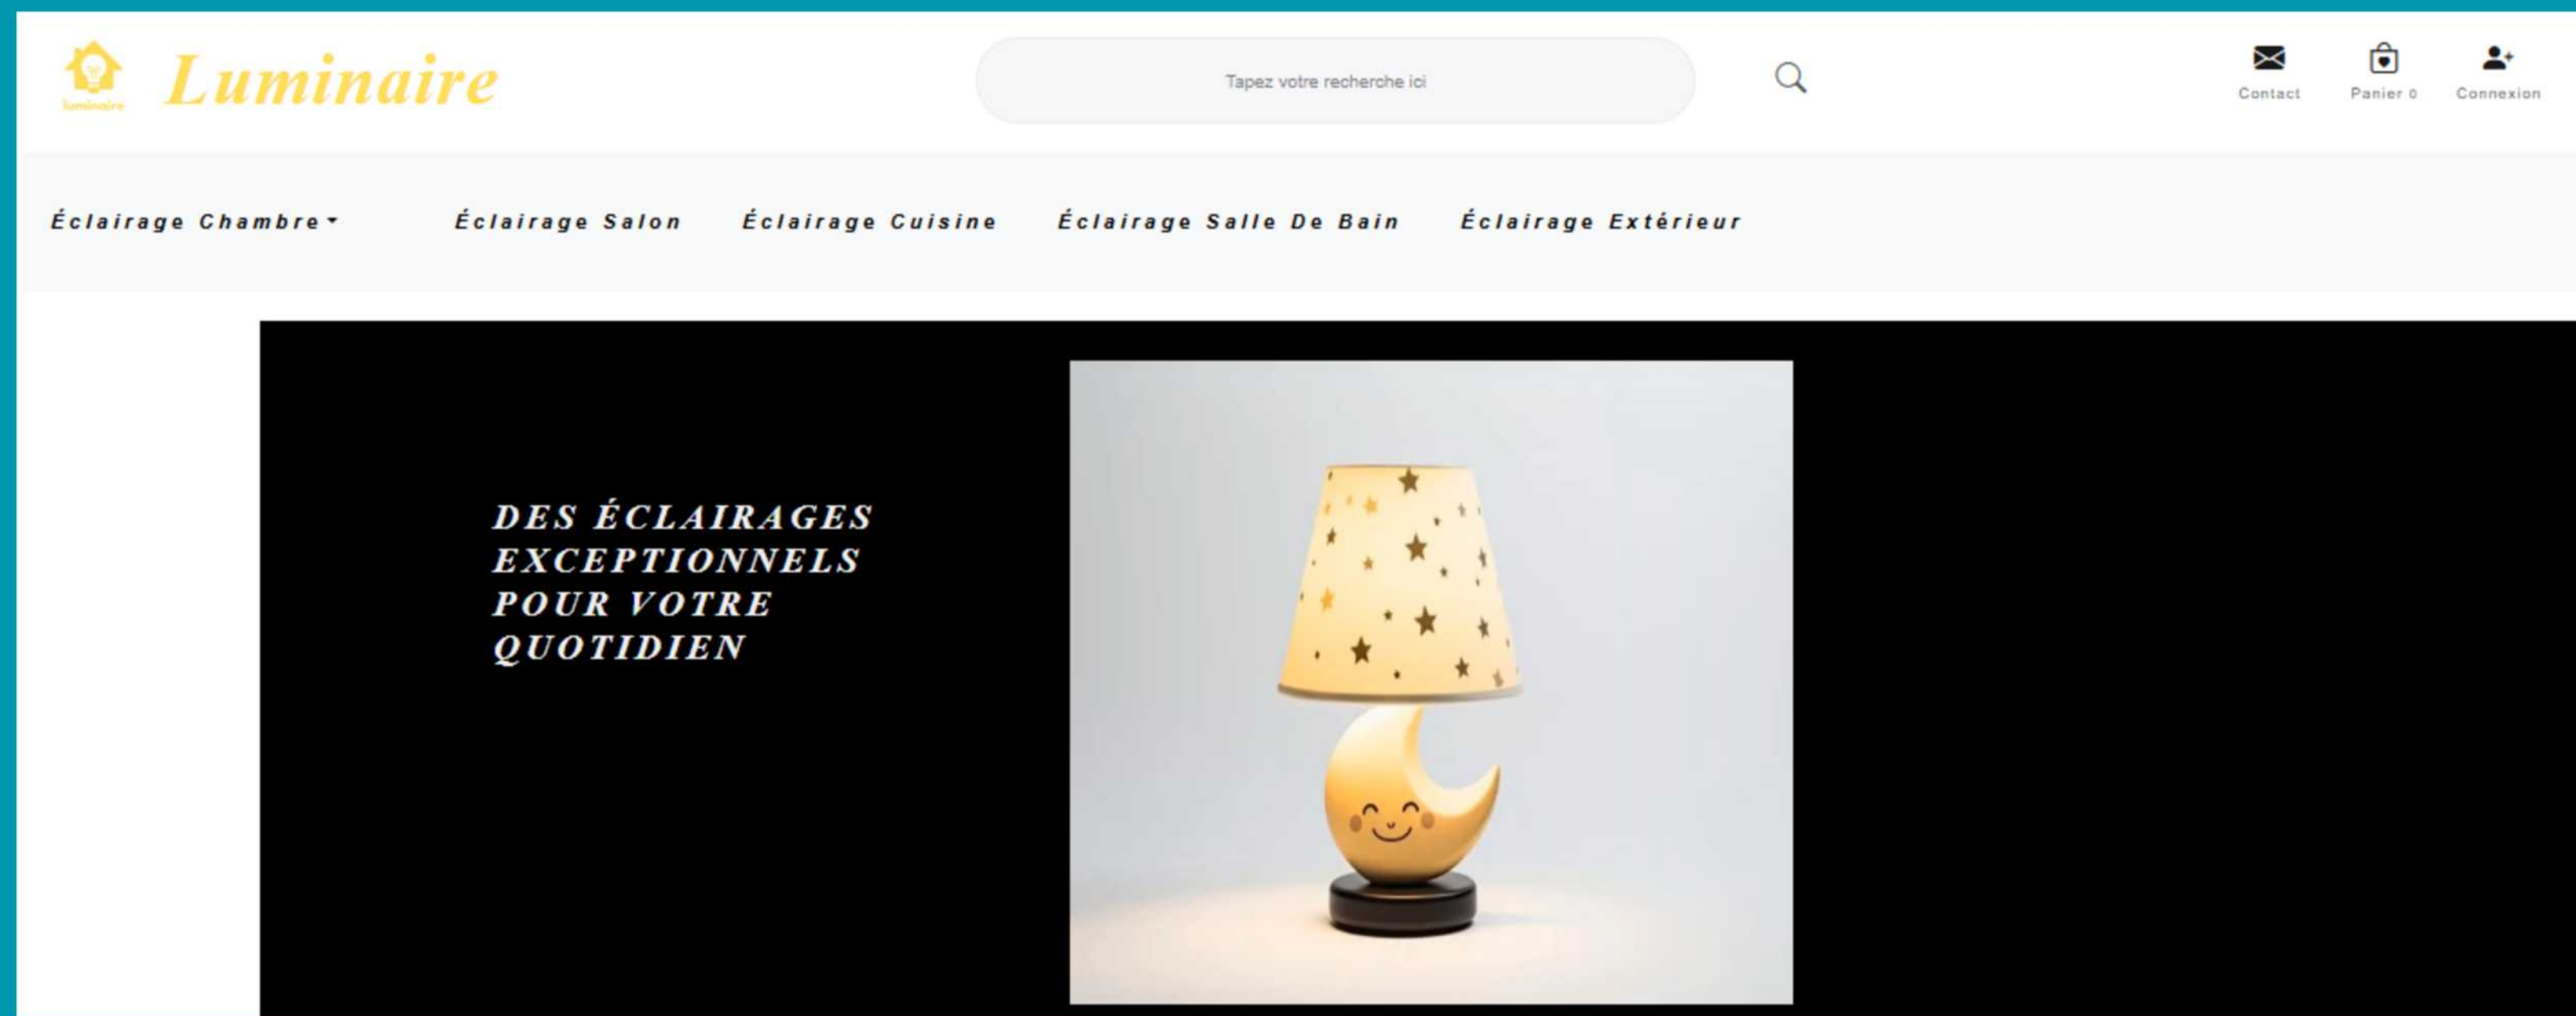 luminaire
Luminaire
Tapez votre recherche ici
Contact
Panier 0
Connexion
Éclairage Chambre
Éclairage Salon
Éclairage Cuisine
Éclairage Salle De Bain
Éclairage Extérieur
DES ÉCLAIRAGES
EXCEPTIONNELS
POUR VOTRE
QUOTIDIEN